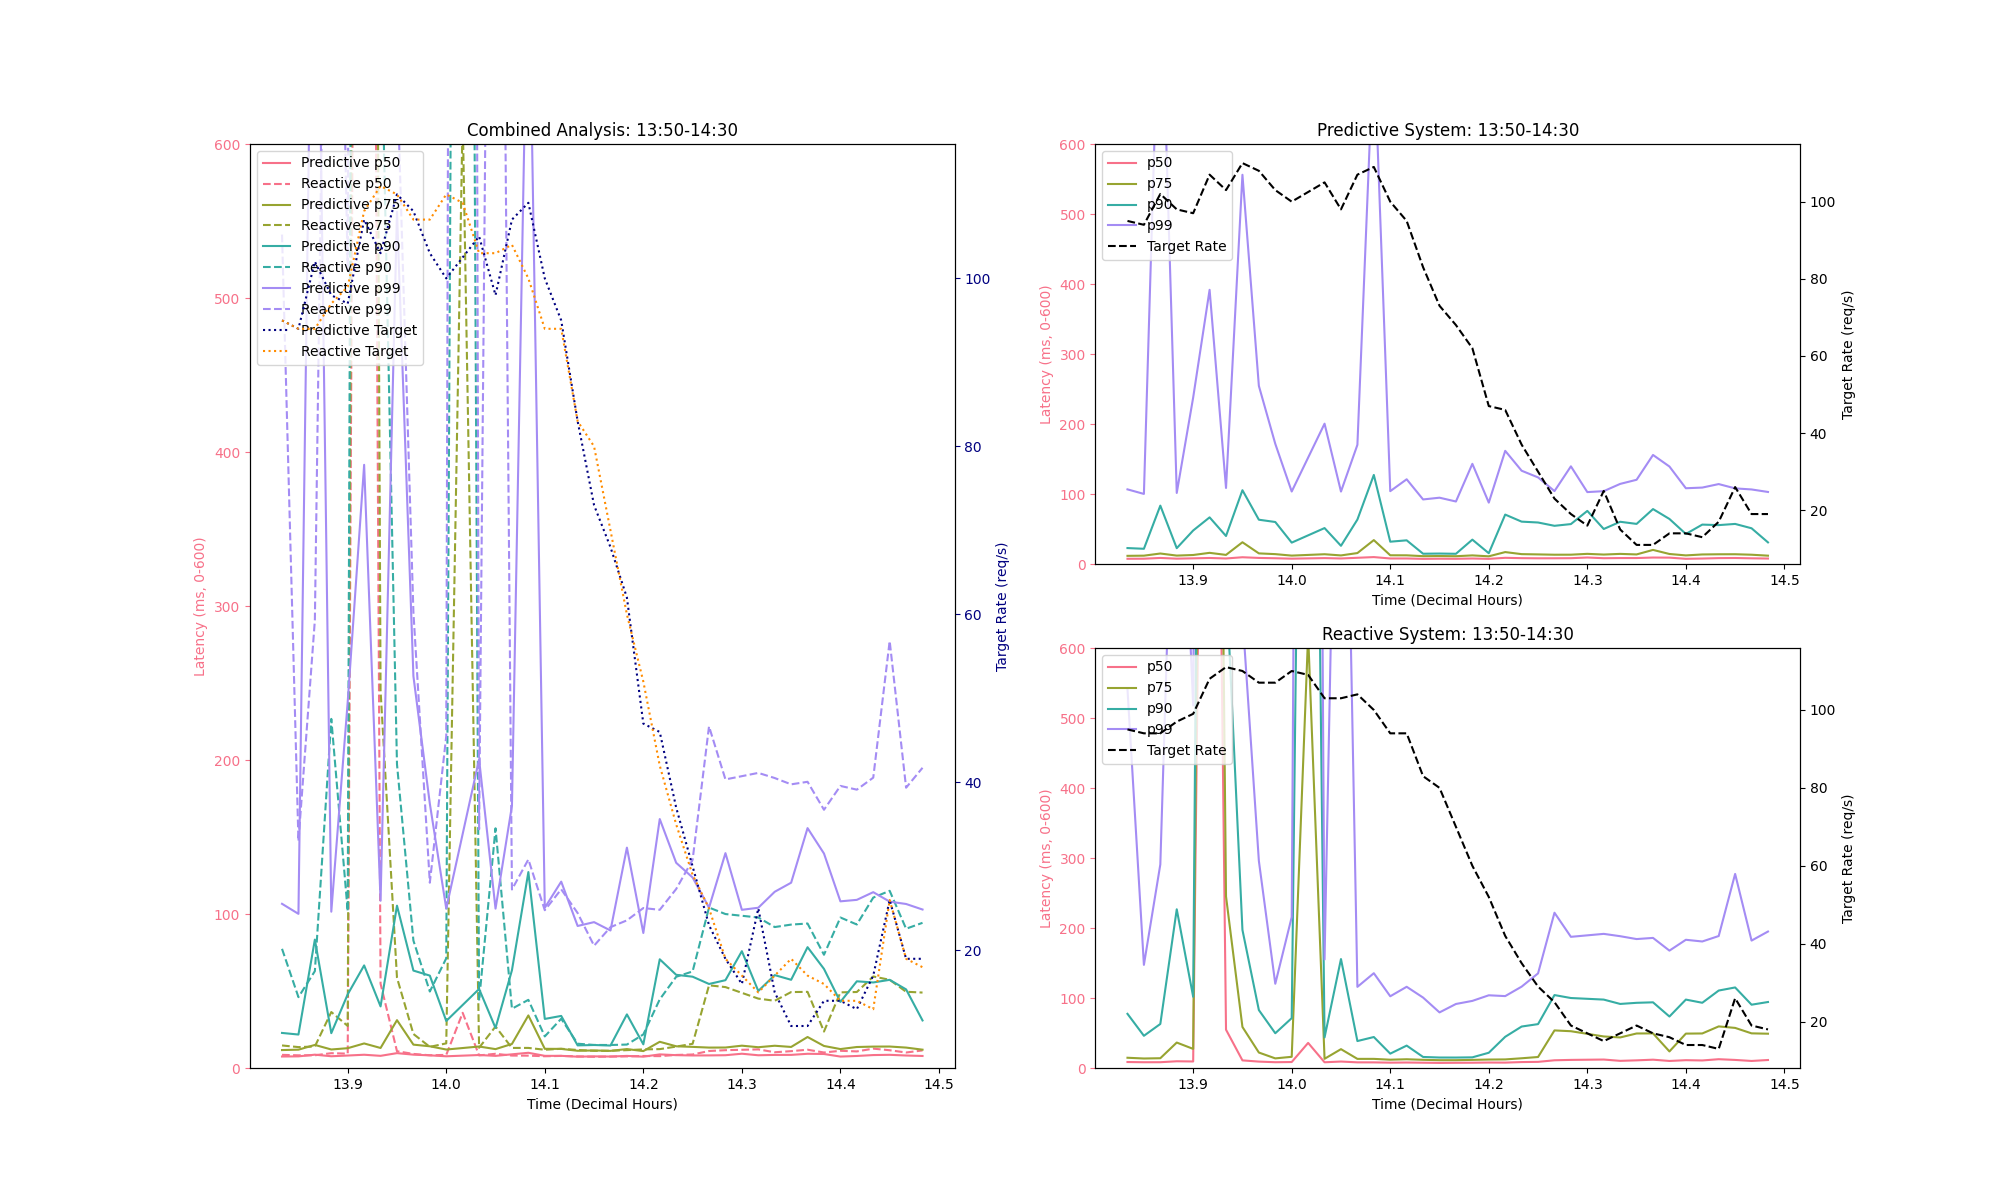 Combined Analysis: 13:50-14:30
600
500
400
300
200
100
0
Latency (ms, 0-600)
Predictive p50
Reactive p50
Predictive p75
Reactive p75
Predictive p90
Reactive p90
Predictive p99
Reactive p99
Predictive Target
Reactive Target
100
80
60
40
20
Target Rate (req/s)
13.9 14.0 14.1 14.2 14.3 14.4 14.5
Time (Decimal Hours)
Predictive System: 13:50-14:30
600
500
400
300
200
100
0
Latency (ms, 0-600)
p50
p75
p90
p99
Target Rate
100
80
60
40
20
Target Rate (req/s)
13.9 14.0 14.1 14.2 14.3 14.4 14.5
Time (Decimal Hours)
Reactive System: 13:50-14:30
600
500
400
300
200
100
0
Latency (ms, 0-600)
p50
p75
p90
p99
Target Rate
100
80
60
40
20
Target Rate (req/s)
13.9 14.0 14.1 14.2 14.3 14.4 14.5
Time (Decimal Hours)